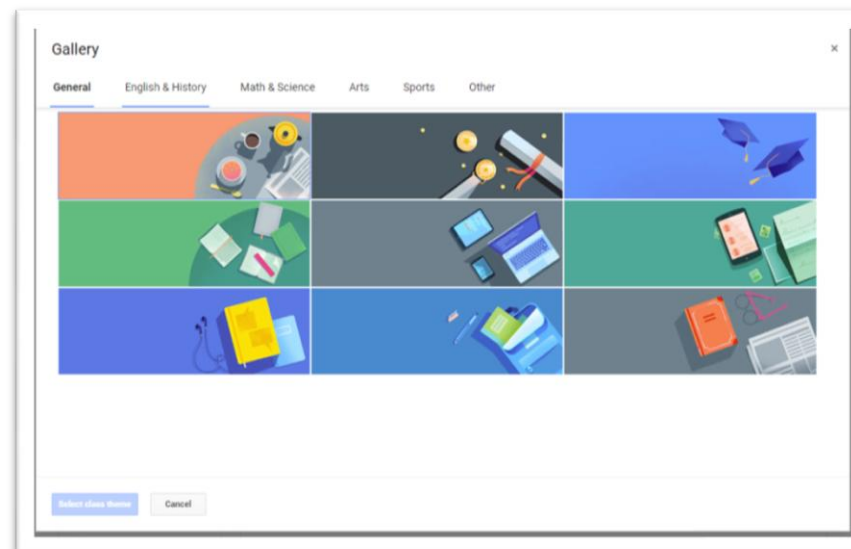 Gallery
×
General English & History Math & Science Arts Sports Other
Select class theme Cancel